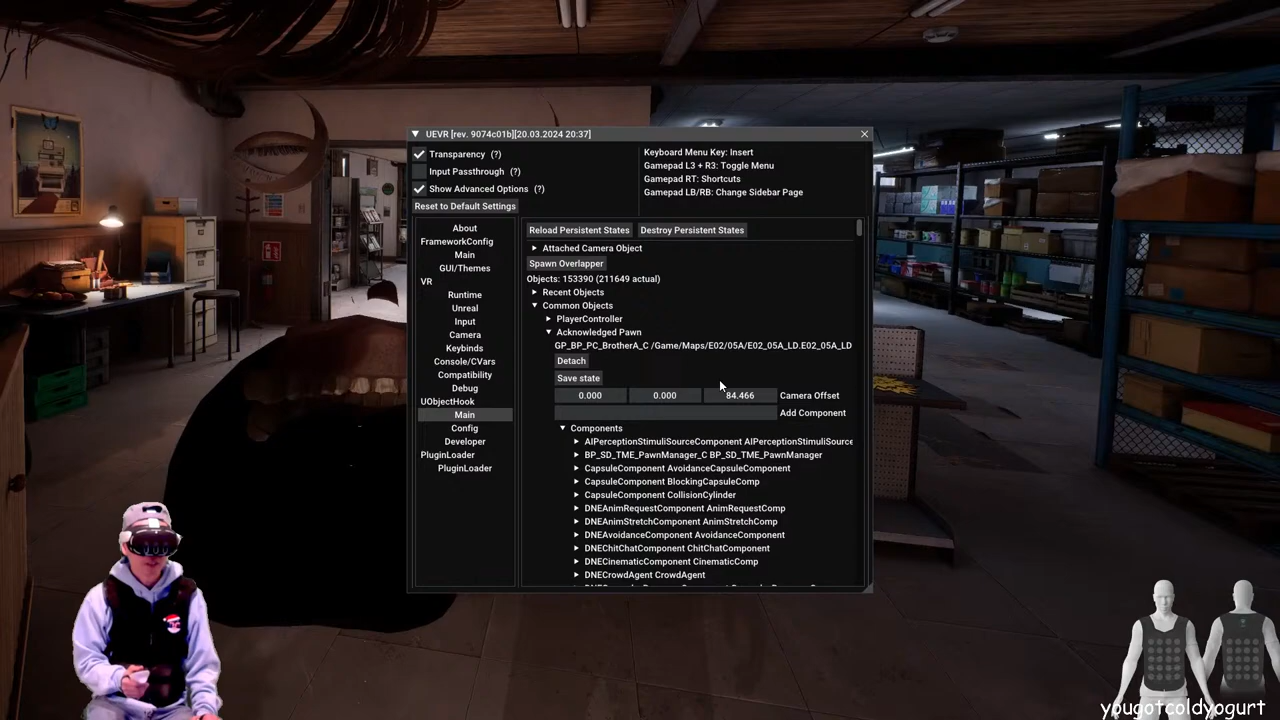 UEVR [rev. 9074c01b][20.03.2024 20:37]
Transparency (?)
Input Passthrough (?)
Show Advanced Options (?)
Reset to Default Settings
Keyboard Menu Key: Insert
Gamepad L3 + R3: Toggle Menu
Gamepad RT: Shortcuts
Gamepad LB/RB: Change Sidebar Page
About
FrameworkConfig
Main
GUI/Themes
VR
Runtime
Unreal
Input
Camera
Keybinds
Console/CVars
Compatibility
Debug
UObjectHook
Main
Config
Developer
PluginLoader
PluginLoader
Reload Persistent States Destroy Persistent States
Attached Camera Object
Spawn Overlapper
Objects: 153390 (211649 actual)
Recent Objects
Common Objects
PlayerController
Acknowledged Pawn
GP_BP_PC_BrotherA_C /Game/Maps/E02/05A/E02_05A_LD.E02_05A_LD
Detach
Save state
0.000 0.000 84.466 Camera Offset
Add Component
Components
AIPerceptionStimuliSourceComponent AIPerceptionStimuliSource
BP_SD_TME_PawnManager_C BP_SD_TME_PawnManager
CapsuleComponent AvoidanceCapsuleComponent
CapsuleComponent BlockingCapsuleComp
CapsuleComponent CollisionCylinder
DNEAnimRequestComponent AnimRequestComp
DNEAnimStretchComponent AnimStretchComp
DNEAvoidanceComponent AvoidanceComponent
DNEChitChatComponent ChitChatComponent
DNECinematicComponent CinematicComp
DNECrowdAgent CrowdAgent
yougotcoldyogurt